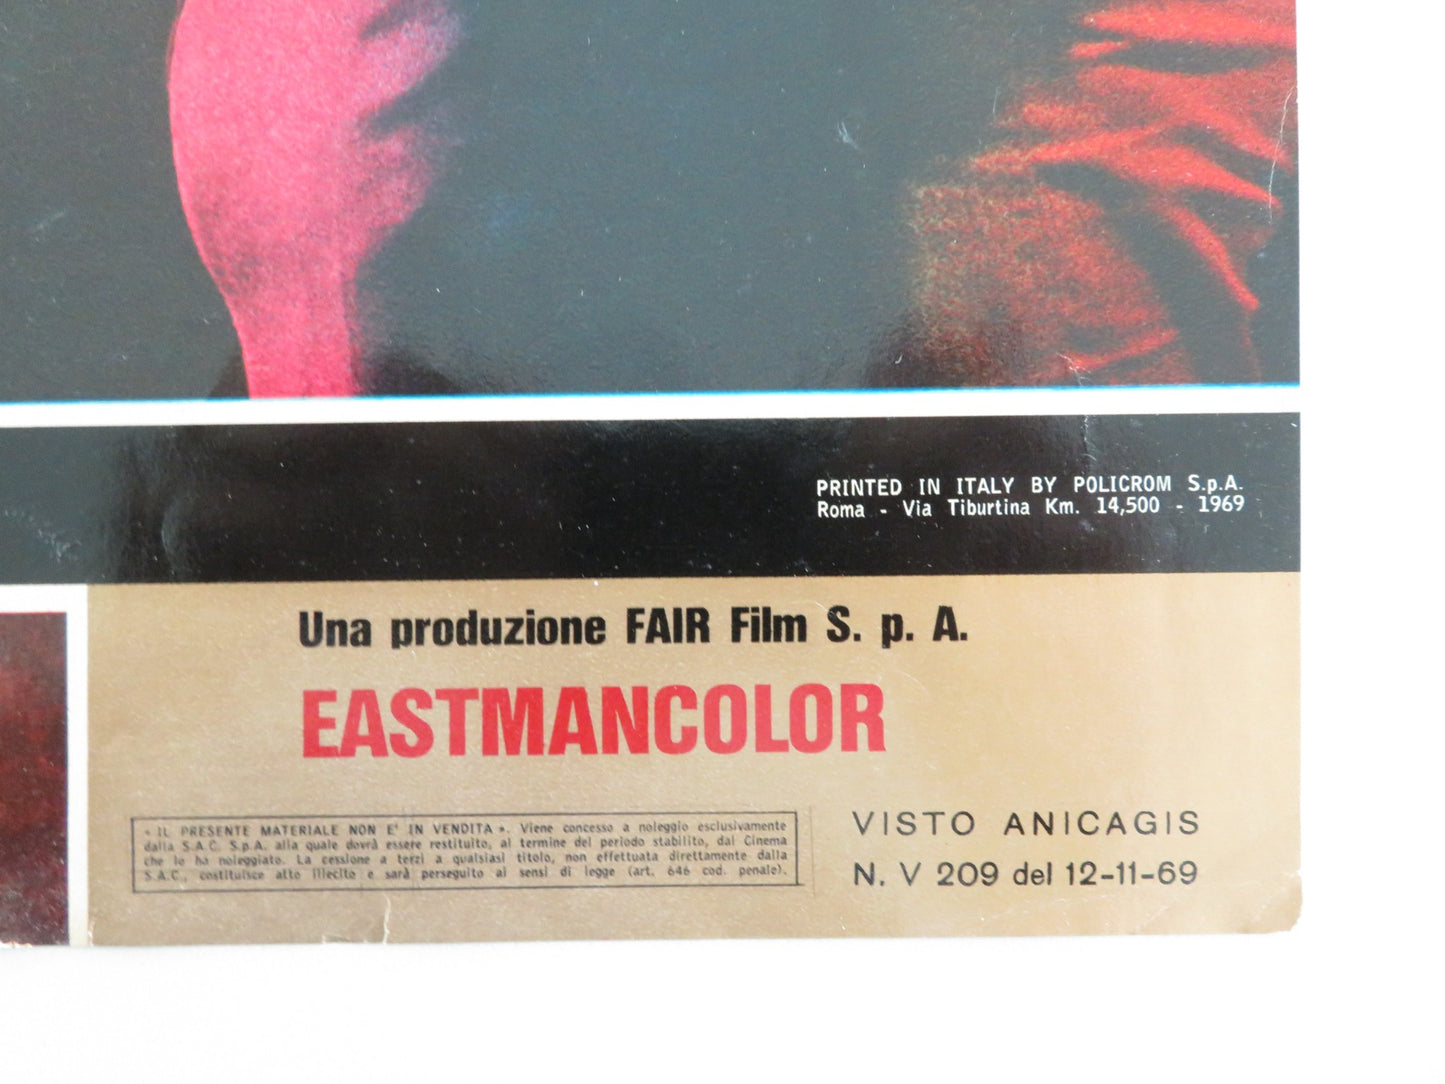 PRINTED IN ITALY BY POLICROM S.p.A.
Roma - Via Tiburtina Km. 14,500 - 1969
Una produzione FAIR Film S. p. A.
EASTMANCOLOR
« IL PRESENTE MATERIALE NON E' IN VENDITA ». Viene concesso a noleggio esclusivamente
dalla S.A.C. S.p.A. alla quale dovrà essere restituito, al termine del periodo stabilito, dal Cinema
che lo ha noleggiato. La cessione a terzi a qualsiasi titolo, non effettuata direttamente dalla
S.A.C., costituisce atto illecito e sarà perseguito ai sensi di legge (art. 646 cod. penale).
VISTO ANICAGIS
N. V 209 del 12-11-69